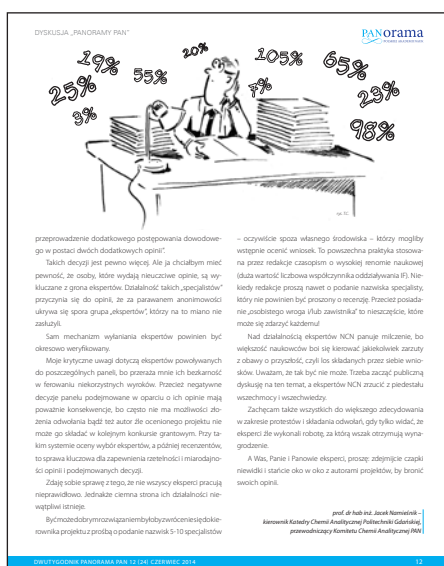 DYSKUSJA „PANORAMY PAN”
PANorama
19%
20%
105%
65%
55%
25%
7%
23%
3%
98%
przeprowadzenie dodatkowego postępowania dowodowe-
go w postaci dwóch dodatkowych opinii”.
Takich decyzji jest pewno więcej. Ale ja chciałbym mieć
pewność, że osoby, które wydają nieuczciwe opinie, są wy-
kluczane z grona ekspertów. Działalność takich „specjalistów”
przyczynia się do opinii, że za parawanem anonimowości
ukrywa się spora grupa „ekspertów”, którzy na to miano nie
zasłużyli.
Sam mechanizm wyłaniania ekspertów powinien być
okresowo weryfikowany.
Moje krytyczne uwagi dotyczą ekspertów powoływanych
do poszczególnych paneli, bo przeraża mnie ich bezkarność
w ferowaniu niekorzystnych wyroków. Przecież negatywne
decyzje panelu podejmowane w oparciu o ich opinie mają
poważnie konsekwencje, bo często nie ma możliwości zło-
żenia odwołania bądź też autor źle ocenionego projektu nie
może go składać w kolejnym konkursie grantowym. Przy ta-
kim systemie oceny wybór ekspertów, a później recenzentów,
to sprawa kluczowa dla zapewnienia rzetelności i miarodajno-
ści opinii i podejmowanych decyzji.
Zdaję sobie sprawę z tego, że nie wszyscy eksperci pracują
nieprawidłowo. Jednakże ciemna strona ich działalności nie-
wątpliwie istnieje.
Być może dobrym rozwiązaniem byłoby zwrócenie się do kie-
rownika projektu z prośbą o podanie nazwisk 5-10 specjalistów
– oczywiście spoza własnego środowiska – którzy mogliby
wstępnie ocenić wniosek. To powszechna praktyka stosowa-
na przez redakcje czasopism o wysokiej renomie naukowej
(duża wartość liczbowa współczynnika oddziaływania IF). Nie-
kiedy redakcje proszą nawet o podanie nazwiska specjalisty,
który nie powinien być proszony o recenzję. Przecież posiada-
nie „osobistego wroga i/lub zawistnika” to nieszczęście, które
może się zdarzyć każdemu!
Nad działalnością ekspertów NCN panuje milczenie, bo
większość naukowców boi się kierować jakiekolwiek zarzuty
z obawy o przyszłość, czyli los składanych przez siebie wnio-
sków. Uważam, że tak być nie może. Trzeba zacząć publiczną
dyskusję na ten temat, a ekspertów NCN zrzucić z piedestału
wszechmocy i wszechwiedzy.
Zachęcam także wszystkich do większego zdecydowania
w zakresie protestów i składania odwołań, gdy tylko widać, że
eksperci źle wykonali robotę, za którą wszak otrzymują wyna-
grodzenie.
A Was, Panie i Panowie eksperci, proszę: zdejmijcie czapki
niewidki i stańcie oko w oko z autorami projektów, by bronić
swoich opinii.
prof. dr hab inż. Jacek Namieśnik –
kierownik Katedry Chemii Analitycznej Politechniki Gdańskiej,
przewodniczący Komitetu Chemii Analitycznej PAN
DWUTYGODNIK PANORAMA PAN 12 (24) CZERWIEC 2014
12